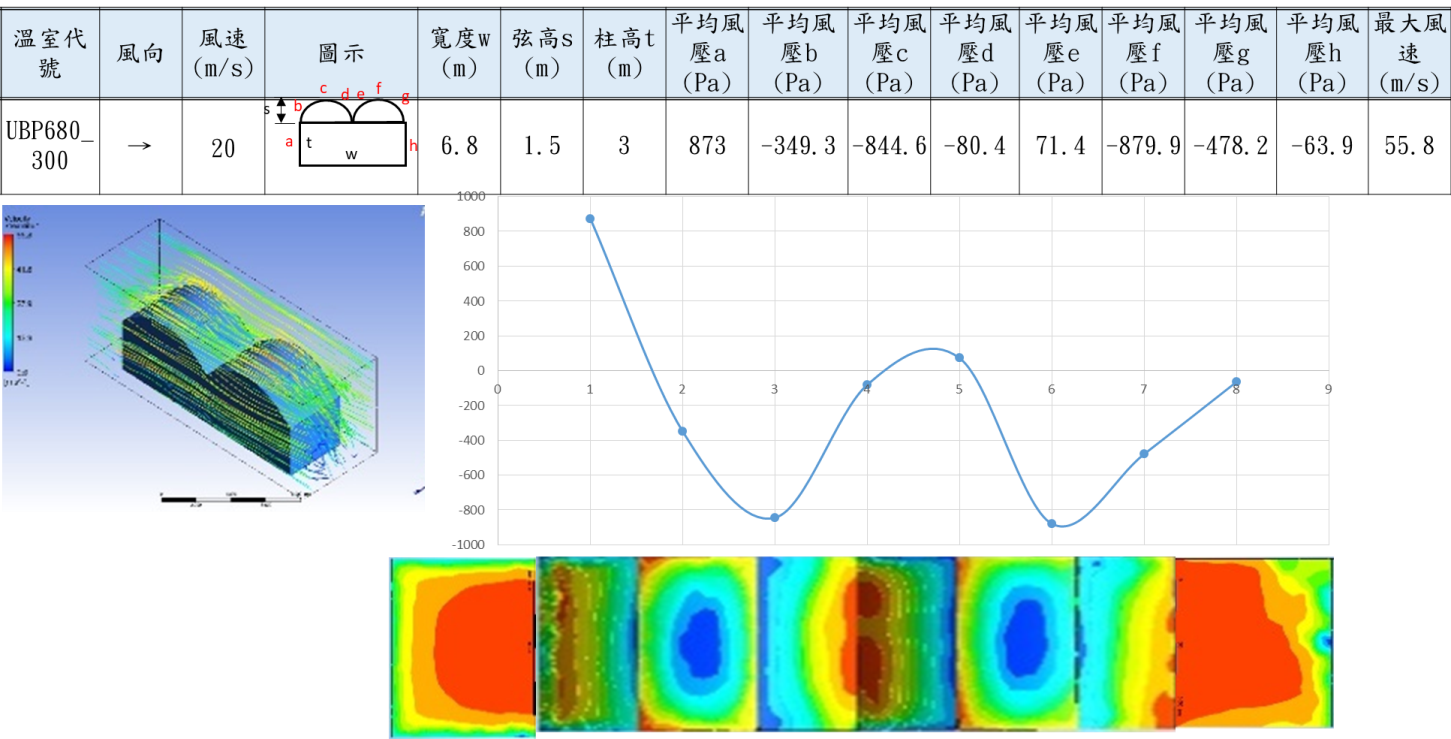 溫室代
號
風向
風速
(m/s)
圖示
寬度w
(m)
弦高s
(m)
柱高t
(m)
平均風
壓a
(Pa)
平均風
壓b
(Pa)
平均風
壓c
(Pa)
平均風
壓d
(Pa)
平均風
壓e
(Pa)
平均風
壓f
(Pa)
平均風
壓g
(Pa)
平均風
壓h
(Pa)
最大風
速
(m/s)
UBP680_
300
→
20
s
b
c
d
e
f
g
a
t
w
h
6.8
1.5
3
873
-349.3
-844.6
-80.4
71.4
-879.9
-478.2
-63.9
55.8
1000
800
600
400
200
0
-200
-400
-600
-800
-1000
0
1
2
3
4
5
6
7
8
9
Velocity